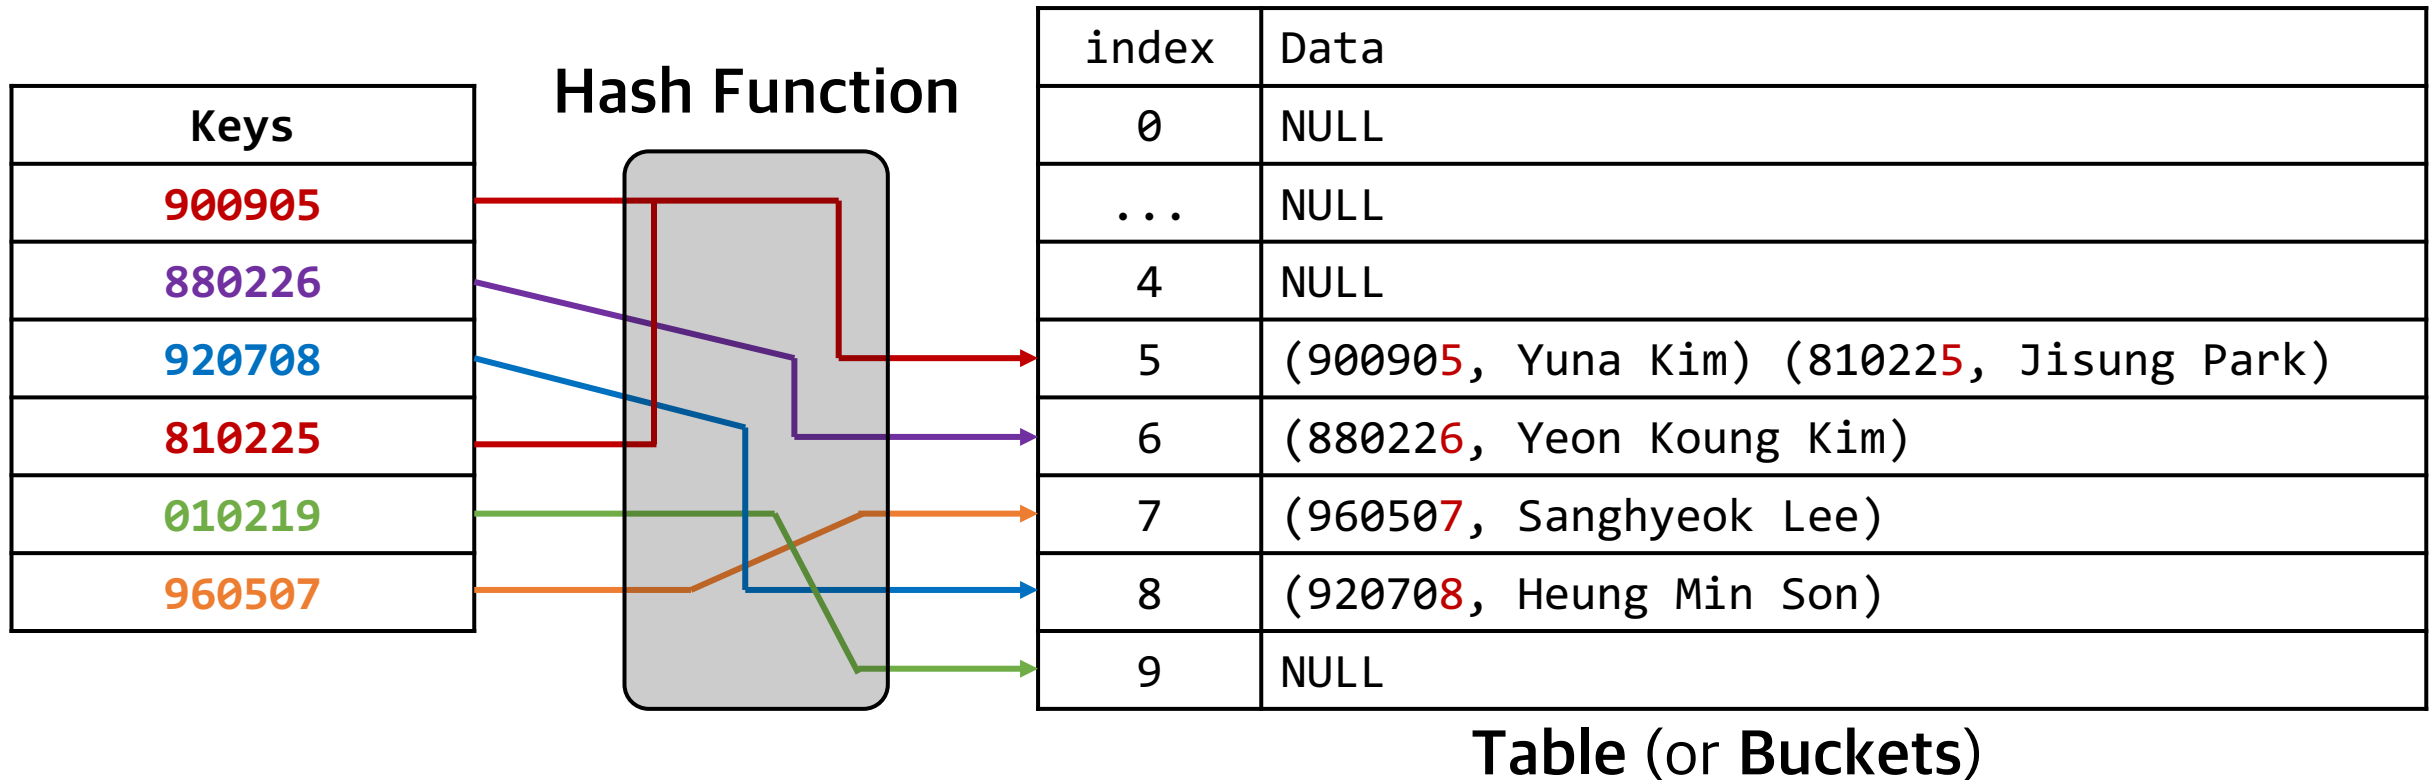 Keys
900905
880226
920708
810225
010219
960507
Hash Function
index Data
0 NULL
... NULL
4 NULL
5 (900905, Yuna Kim) (810225, Jisung Park)
6 (880226, Yeon Koung Kim)
7 (960507, Sanghyeok Lee)
8 (920708, Heung Min Son)
9 NULL
Table (or Buckets)